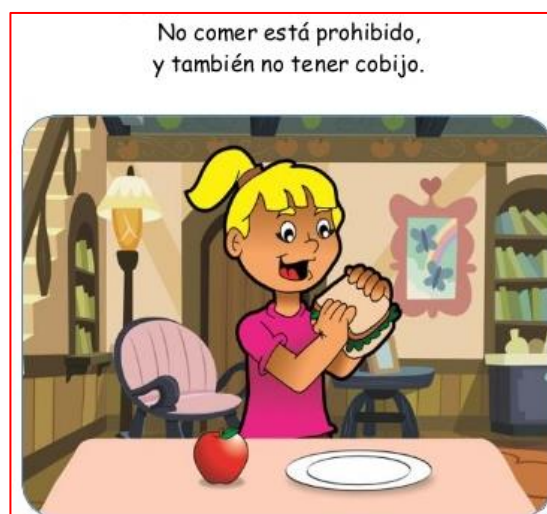 No comer está prohibido,
y también no tener cobijo.